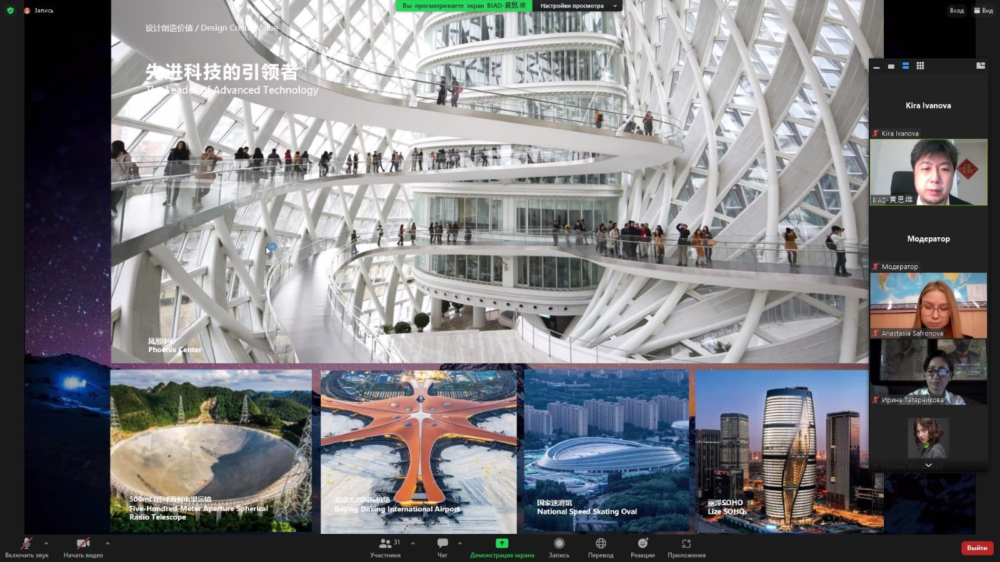 Запись
Вы просматриваете экран BIAD-黄思维
Настройки просмотра
Вход
Вид
设计创造价值 / Design Create Value
先进科技的引领者
The Leader of Advanced Technology
凤凰中心
Phoenix Center
500m口径球面射电望远镜
Five-Hundred-Meter Aperture Spherical
Radio Telescope
北京大兴国际机场
Beijing Daxing International Airport
国家速滑馆
National Speed Skating Oval
丽泽SOHO
Lize SOHO
Kira Ivanova
Kira Ivanova
福
BIAD-黄思维
Модератор
Модератор
Anastasia Safronova
Ирина Татарникова
Полина Журавлева
Включить звук
Начать видео
31
Участники
Чат
Демонстрация экрана
Запись
Перевод
Реакции
Приложения
Выйти